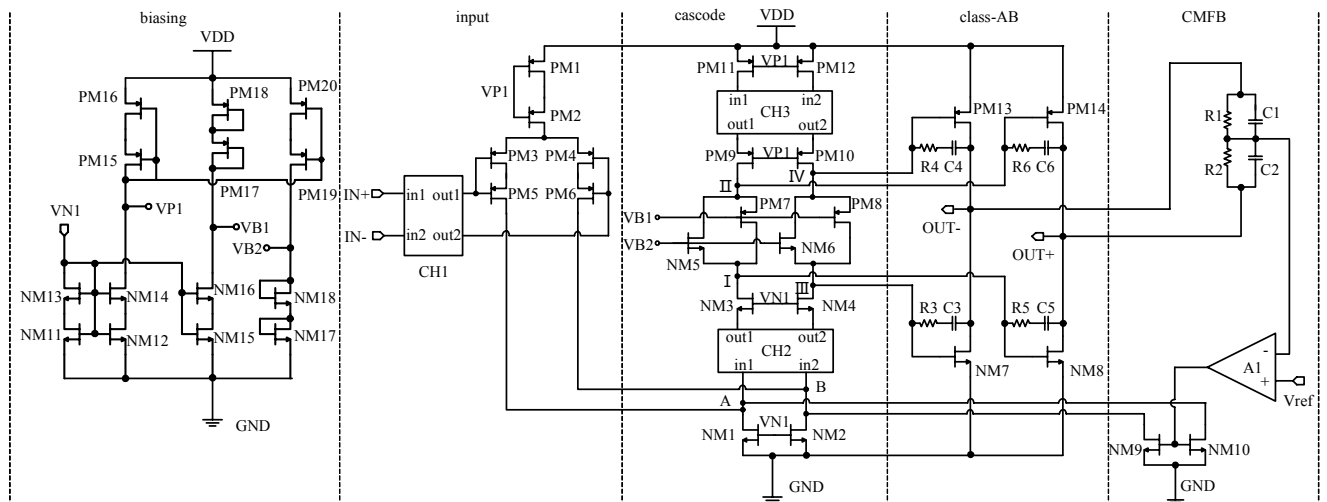 biasing
input
cascode
class-AB
CMFB
VDD
PM16
PM18
PM20
PM15
PM17
PM19
VN1
VP1
VB1
VB2
NM13
NM14
NM16
NM18
NM11
NM12
NM15
NM17
GND
PM1
VP1
PM2
PM3
PM4
PM5
PM6
IN+
IN-
in1
out1
in2
out2
CH1
VDD
PM11
VP1
PM12
in1
in2
CH3
out1
out2
PM9
VP1
PM10
II
IV
PM7
PM8
VB1
VB2
NM5
NM6
I
III
NM3
VN1
NM4
out1
out2
CH2
in1
in2
A
B
VN1
NM1
NM2
GND
PM13
PM14
R4
C4
R6
C6
OUT-
OUT+
R3
C3
R5
C5
NM7
NM8
R1
C1
R2
C2
-
A1
+
Vref
NM9
NM10
GND